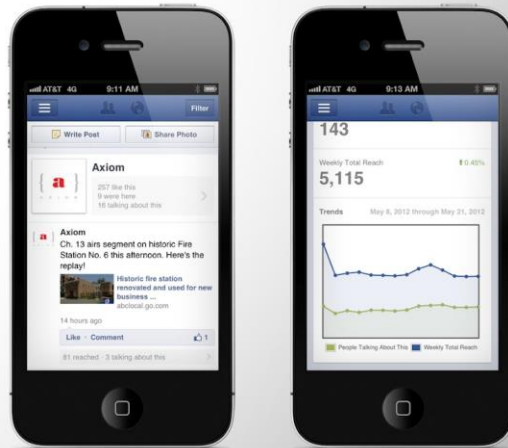 AT&T 4G 9:11 AM
Filter
Write Post
Share Photo
a
AXIOM
Axiom
257 like this
9 were here
16 talking about this
a
Axiom
Ch. 13 airs segment on historic Fire
Station No. 6 this afternoon. Here's the
replay!
Historic fire station
renovated and used for new
business ...
abclocal.go.com
14 hours ago
Like · Comment
1
81 reached · 3 talking about this
AT&T 4G 9:13 AM
143
Weekly Total Reach
0.45%
5,115
Trends May 6, 2012 through May 21, 2012
People Talking About This Weekly Total Reach